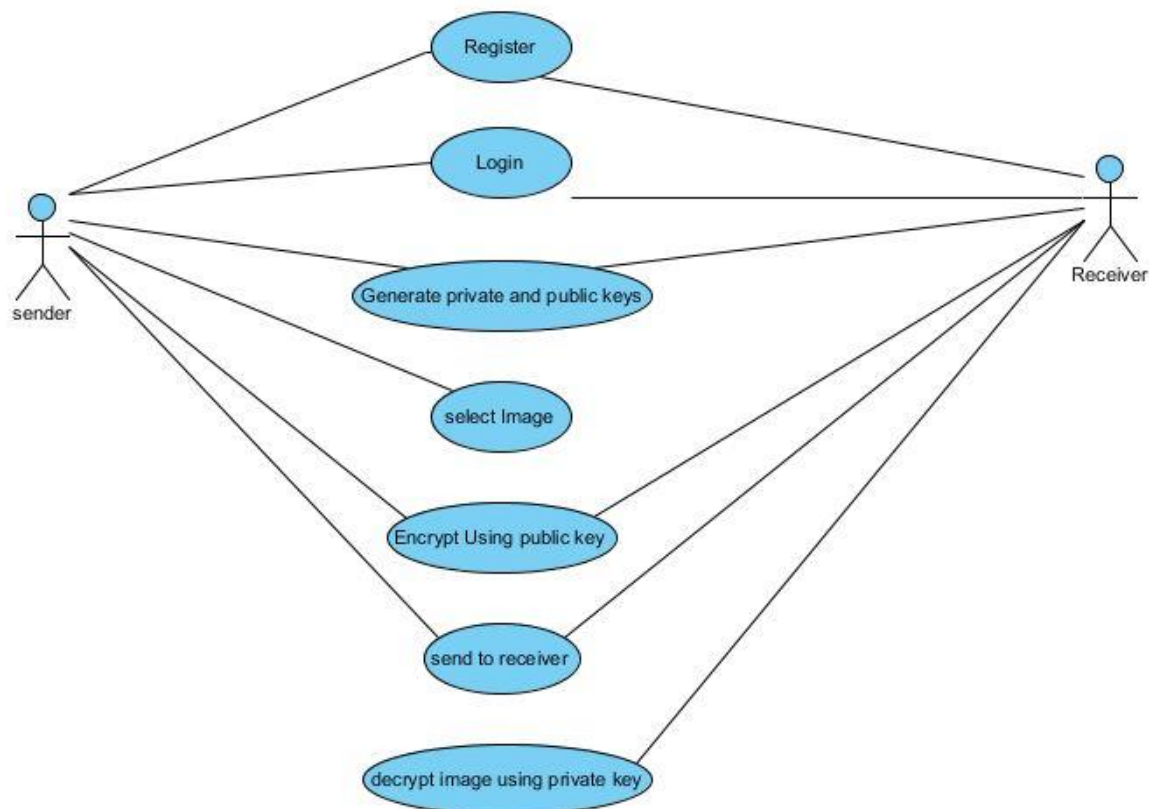 Register
Login
sender
Receiver
Generate private and public keys
select Image
Encrypt Using public key
send to receiver
decrypt image using private key